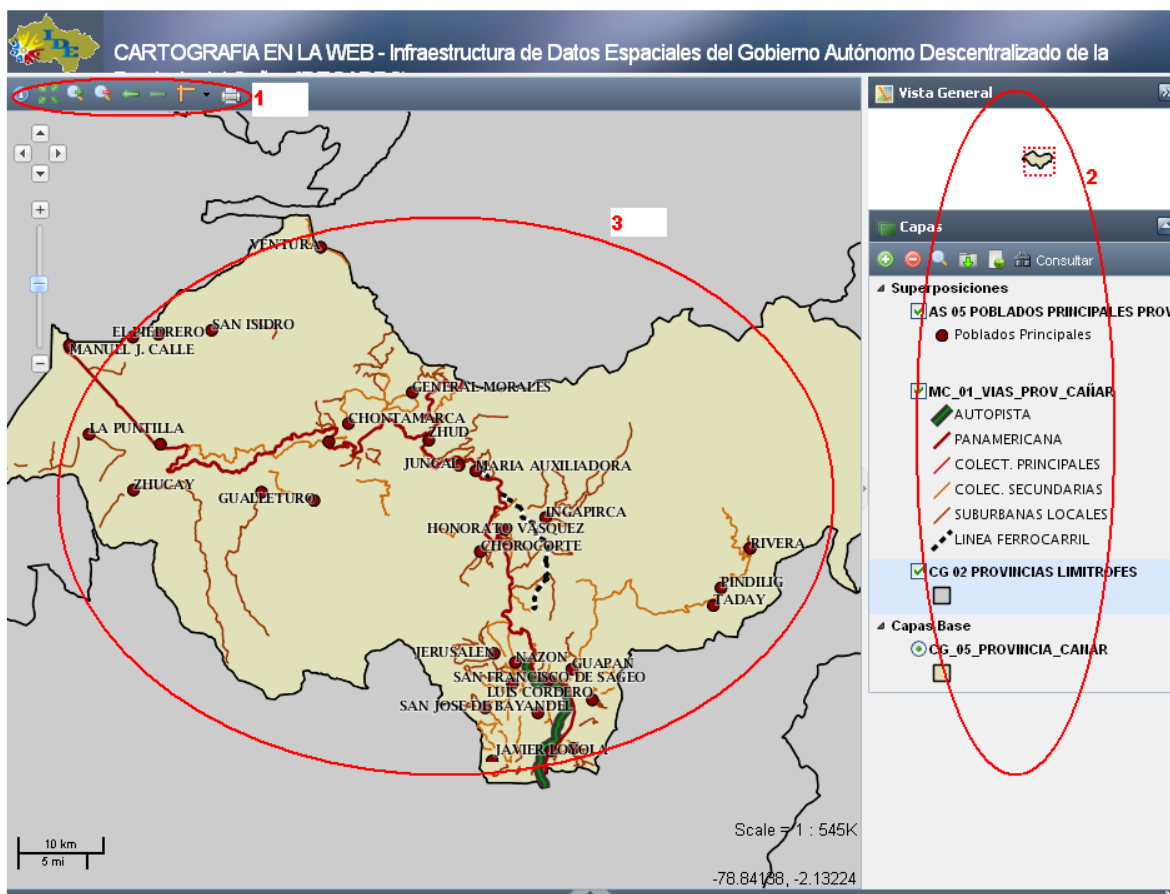 IDE
CARTOGRAFIA EN LA WEB - Infraestructura de Datos Espaciales del Gobierno Autónomo Descentralizado de la
1
Vista General
2
3
Capas
Consultar
Superposiciones
AS 05 POBLADOS PRINCIPALES PROV
Poblados Principales
MC_01_VIAS_PROV_CAÑAR
AUTOPISTA
PANAMERICANA
COLECT. PRINCIPALES
COLEC. SECUNDARIAS
SUBURBANAS LOCALES
LINEA FERROCARRIL
CG 02 PROVINCIAS LIMITROFES
Capas Base
CG_05_PROVINCIA_CANAR
VENTURA
SAN ISIDRO
EL PIEDRERO
MANUEL J. CALLE
GENERAL MORALES
CHONTAMARCA
LA PUNTILLA
ZHUD
JUNCAL
MARIA AUXILIADORA
ZHUCAY
GUALLETURO
INGAPIRCA
HONORATO VASQUEZ
CHOROCOPTE
RIVERA
PINDILIG
TADAY
JERUSALEN
NAZON
GUAPAN
SAN FRANCISCO DE SAGEO
LUIS CORDERO
SAN JOSE DE BAYANDEL
JAVIER LOYOLA
10 km
5 mi
Scale = 1 : 545K
-78.84188, -2.13224